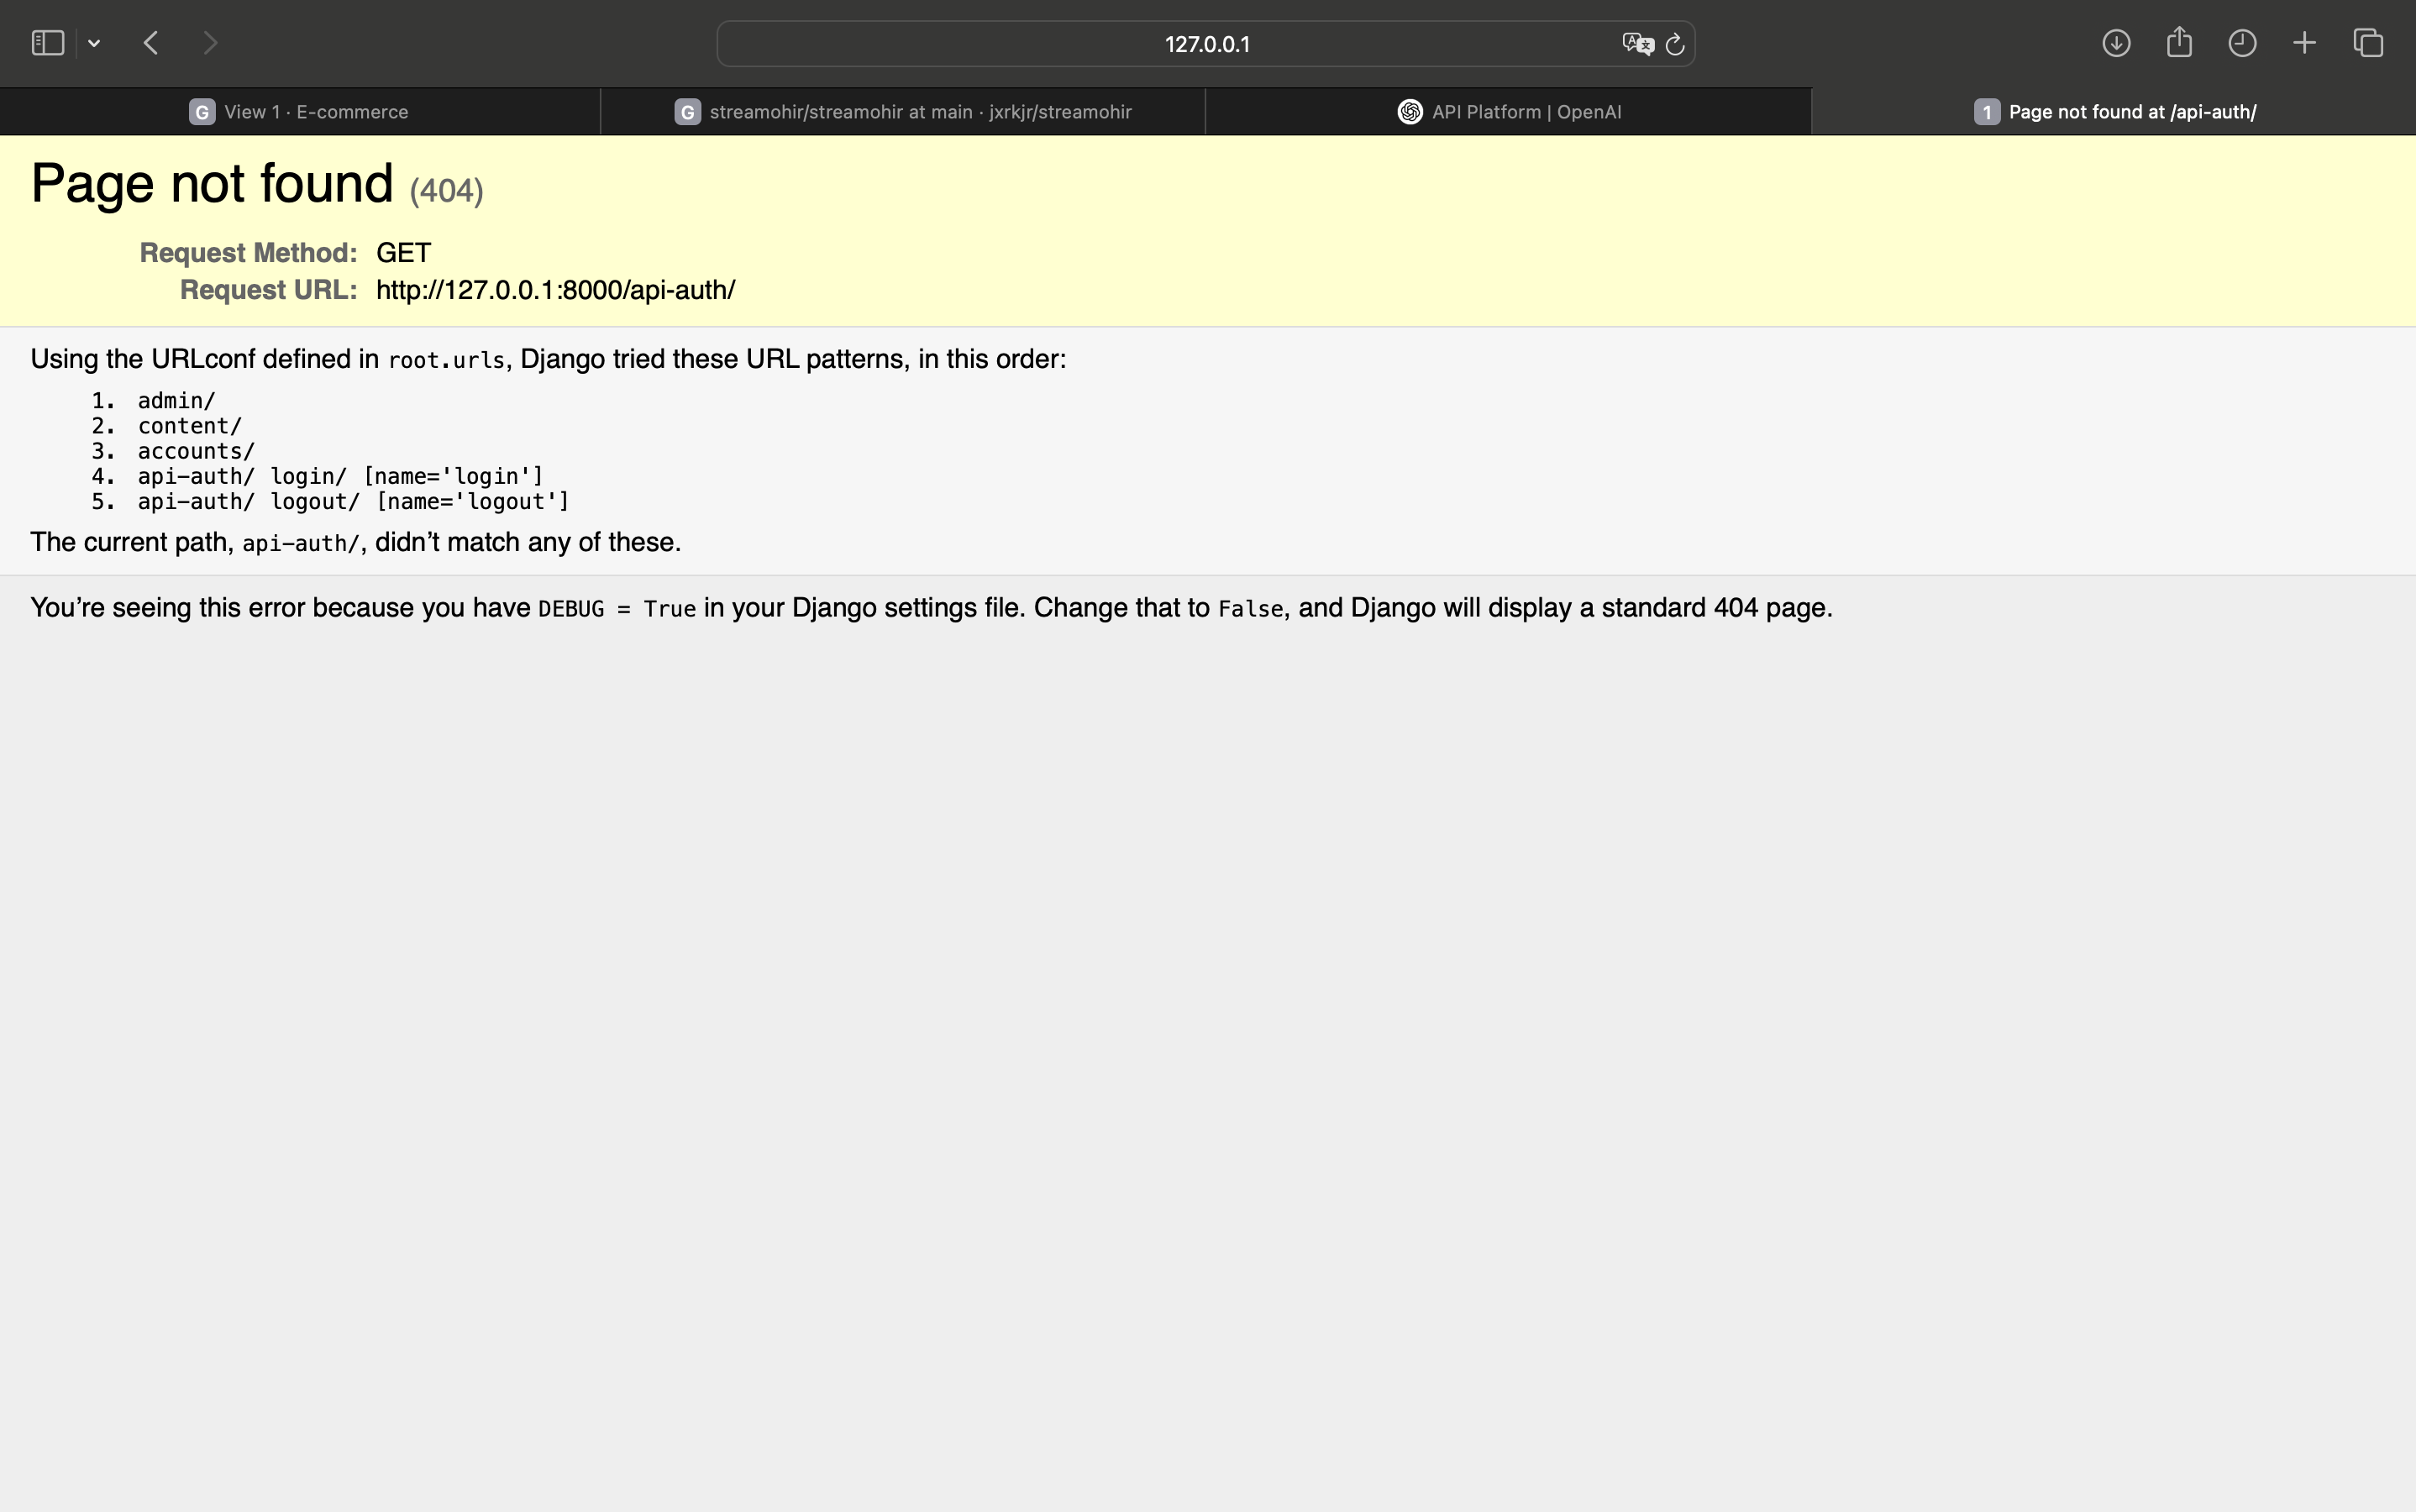 127.0.0.1
G View 1 · E-commerce
G streamohir/streamohir at main · jxrkjr/streamohir
API Platform | OpenAI
1 Page not found at /api-auth/
Page not found (404)
Request Method: GET
Request URL: http://127.0.0.1:8000/api-auth/
Using the URLconf defined in root.urls, Django tried these URL patterns, in this order:
1. admin/
2. content/
3. accounts/
4. api-auth/ login/ [name='login']
5. api-auth/ logout/ [name='logout']
The current path, api-auth/, didn’t match any of these.
You’re seeing this error because you have DEBUG = True in your Django settings file. Change that to False, and Django will display a standard 404 page.